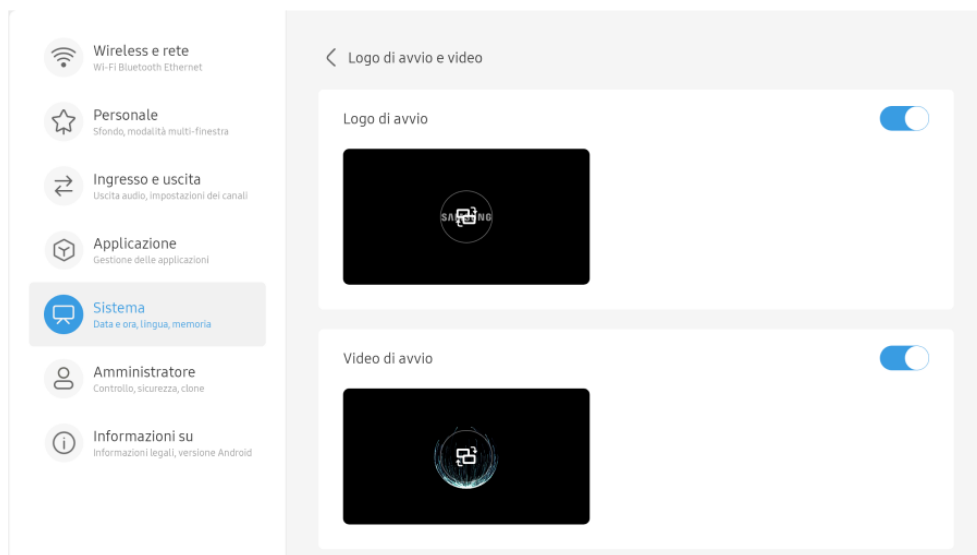 Wireless e rete
Wi-Fi Bluetooth Ethernet
Personale
Sfondo, modalità multi-finestra
Ingresso e uscita
Uscita audio, impostazioni dei canali
Applicazione
Gestione delle applicazioni
Sistema
Data e ora, lingua, memoria
Amministratore
Controllo, sicurezza, clone
Informazioni su
Informazioni legali, versione Android
Logo di avvio e video
Logo di avvio
SAMSUNG
Video di avvio